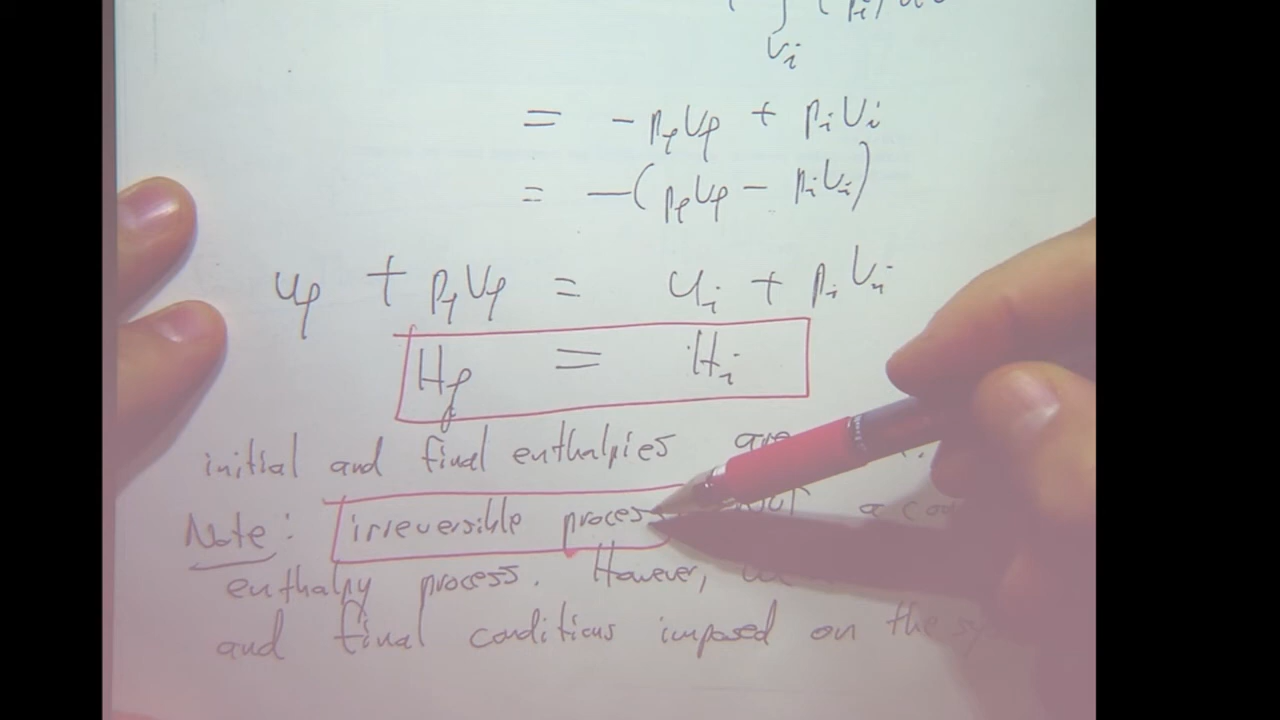 Vi
= -PfVf + PiVi
= -(PfVf - PiVi)
Uf + PfVf = Ui + PiVi
Hf = Hi
initial and final enthalpies are
Note: irreversible process a
enthalpy process. However,
and final conditions imposed on the